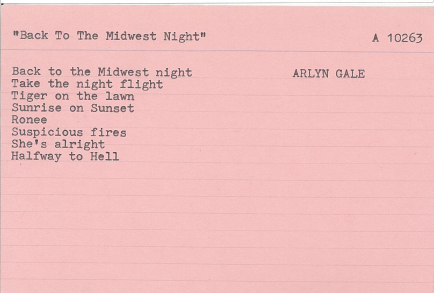 "Back To The Midwest Night" A 10263
Back to the Midwest night ARLYN GALE
Take the night flight
Tiger on the lawn
Sunrise on Sunset
Ronee
Suspicious fires
She's alright
Halfway to Hell